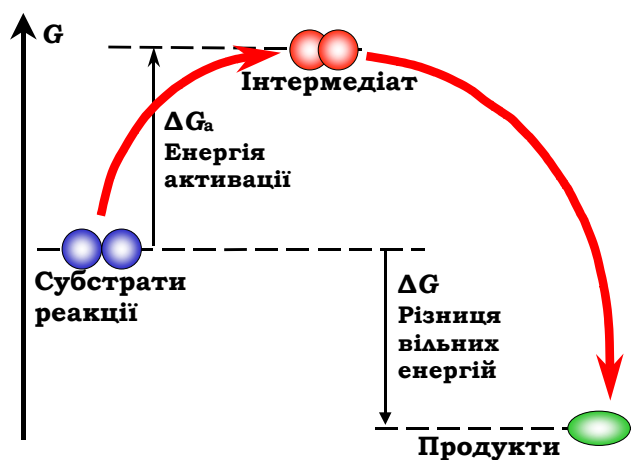 G
Інтермедіат
ΔGa
Енергія
активації
Субстрати
реакції
ΔG
Різниця
вільних
енергій
Продукти